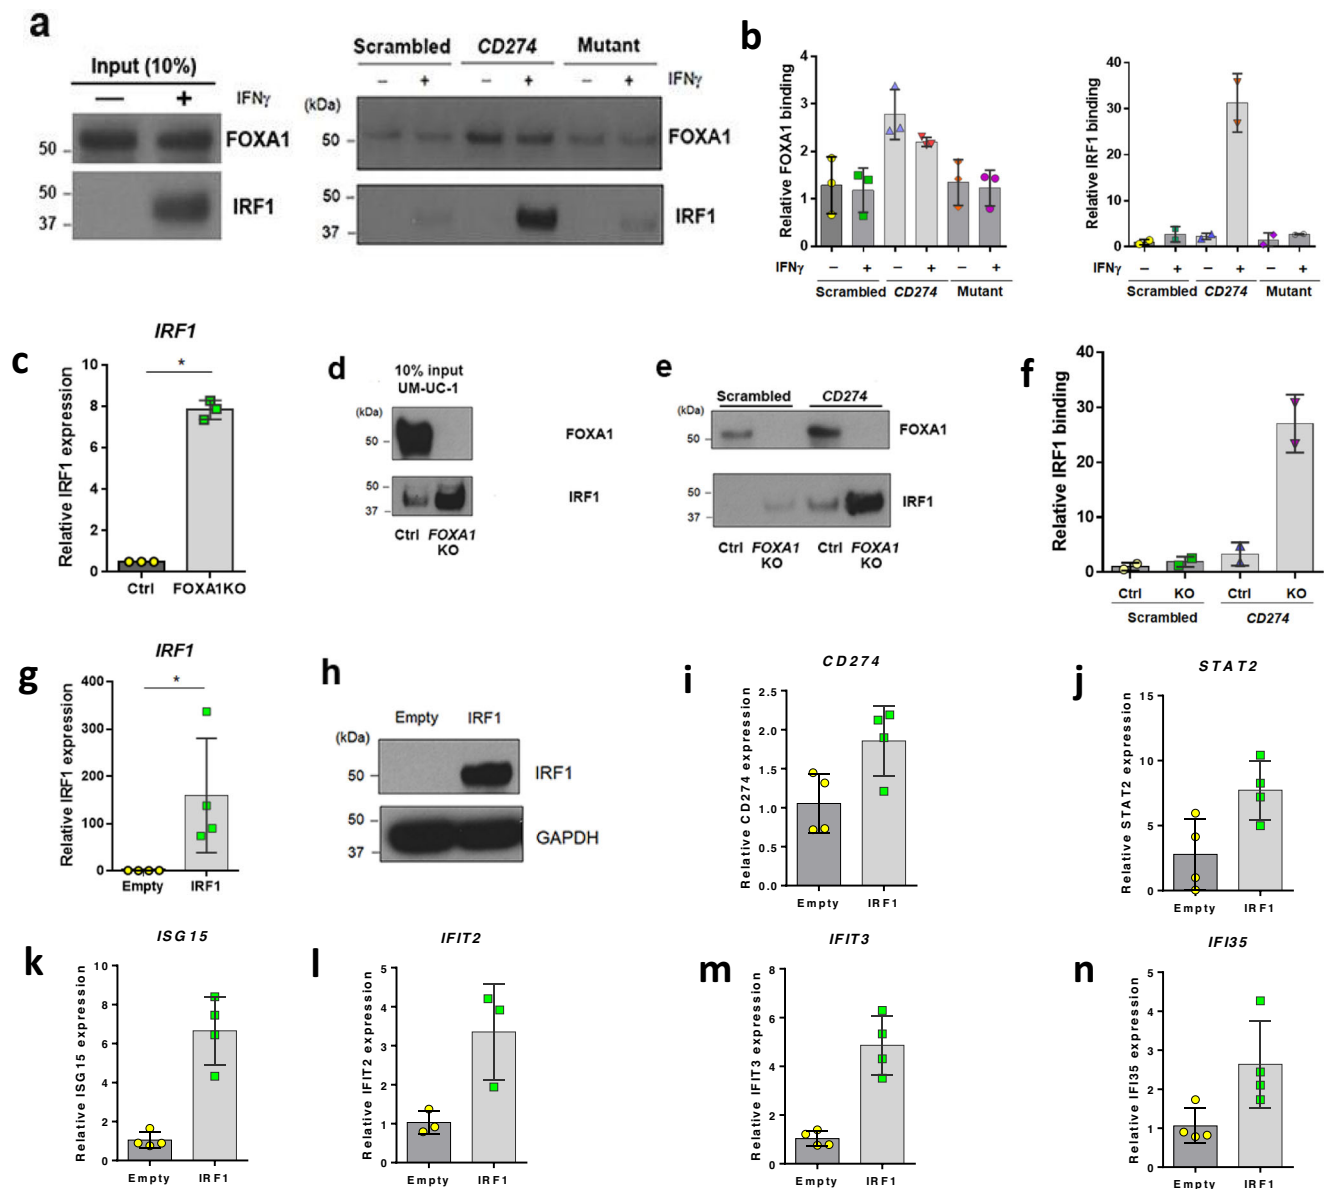 a
Input (10%)
— + IFNγ
50 FOXA1
50
37 IRF1
Scrambled CD274 Mutant
– + – + – + IFNγ
(kDa)
50 FOXA1
50
37 IRF1
b
Relative FOXA1 binding
4
3
2
1
0
IFNγ – + – + – +
Scrambled CD274 Mutant
Relative IRF1 binding
40
30
20
10
0
IFNγ – + – + – +
Scrambled CD274 Mutant
c
IRF1
Relative IRF1 expression
10
8
6
4
2
0
*
Ctrl FOXA1KO
d
10% input
UM-UC-1
(kDa)
50 FOXA1
50
37 IRF1
Ctrl FOXA1
KO
e
Scrambled CD274
(kDa)
50 FOXA1
50
37 IRF1
Ctrl FOXA1 Ctrl FOXA1
KO KO
f
Relative IRF1 binding
40
30
20
10
0
Ctrl KO Ctrl KO
Scrambled CD274
g
IRF1
Relative IRF1 expression
400
300
200
100
0
*
Empty IRF1
h
Empty IRF1
(kDa)
50 IRF1
50
37 GAPDH
i
CD274
Relative CD274 expression
2.5
2.0
1.5
1.0
0.5
0.0
Empty IRF1
j
STAT2
Relative STAT2 expression
15
10
5
0
Empty IRF1
k
ISG15
Relative ISG15 expression
10
8
6
4
2
0
Empty IRF1
l
IFIT2
Relative IFIT2 expression
5
4
3
2
1
0
Empty IRF1
m
IFIT3
Relative IFIT3 expression
8
6
4
2
0
Empty IRF1
n
IFI35
Relative IFI35 expression
5
4
3
2
1
0
Empty IRF1